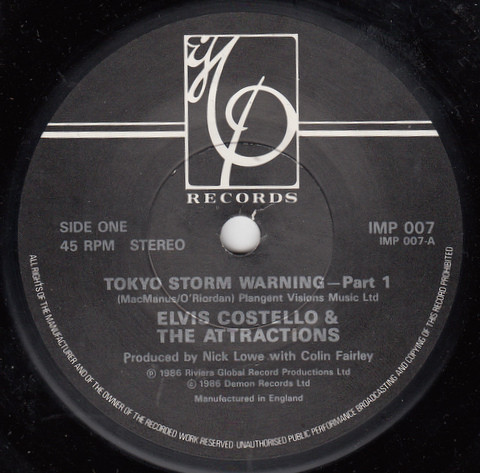 IMP
RECORDS
SIDE ONE
45 RPM STEREO
IMP 007
IMP 007-A
TOKYO STORM WARNING—Part 1
(MacManus/O'Riordan) Plangent Visions Music Ltd
ELVIS COSTELLO &
THE ATTRACTIONS
Produced by Nick Lowe with Colin Fairley
℗ 1986 Riviera Global Record Productions Ltd
© 1986 Demon Records Ltd
Manufactured in England
ALL RIGHTS OF THE MANUFACTURER AND OF THE OWNER OF THE RECORDED WORK RESERVED·UNAUTHORISED PUBLIC PERFORMANCE BROADCASTING AND COPYING OF THIS RECORD PROHIBITED